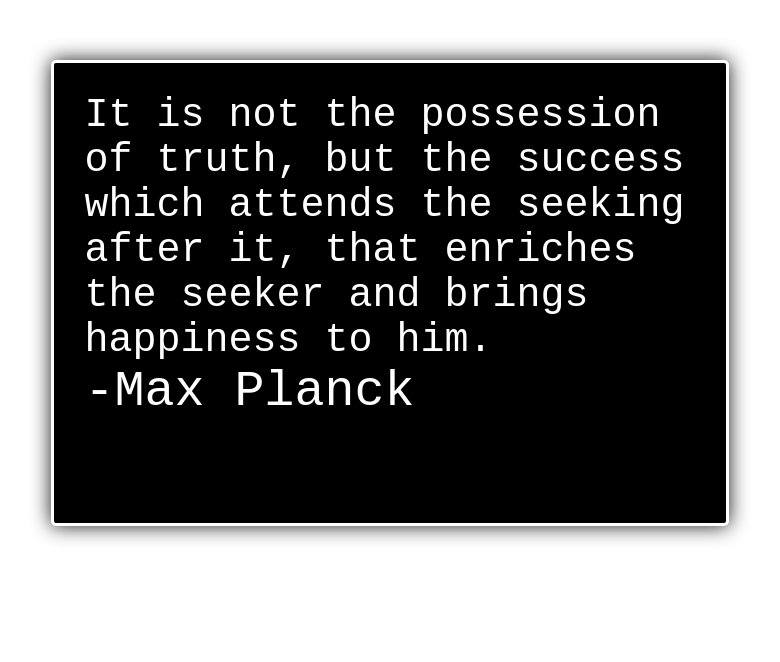 It is not the possession
of truth, but the success
which attends the seeking
after it, that enriches
the seeker and brings
happiness to him.
-Max Planck